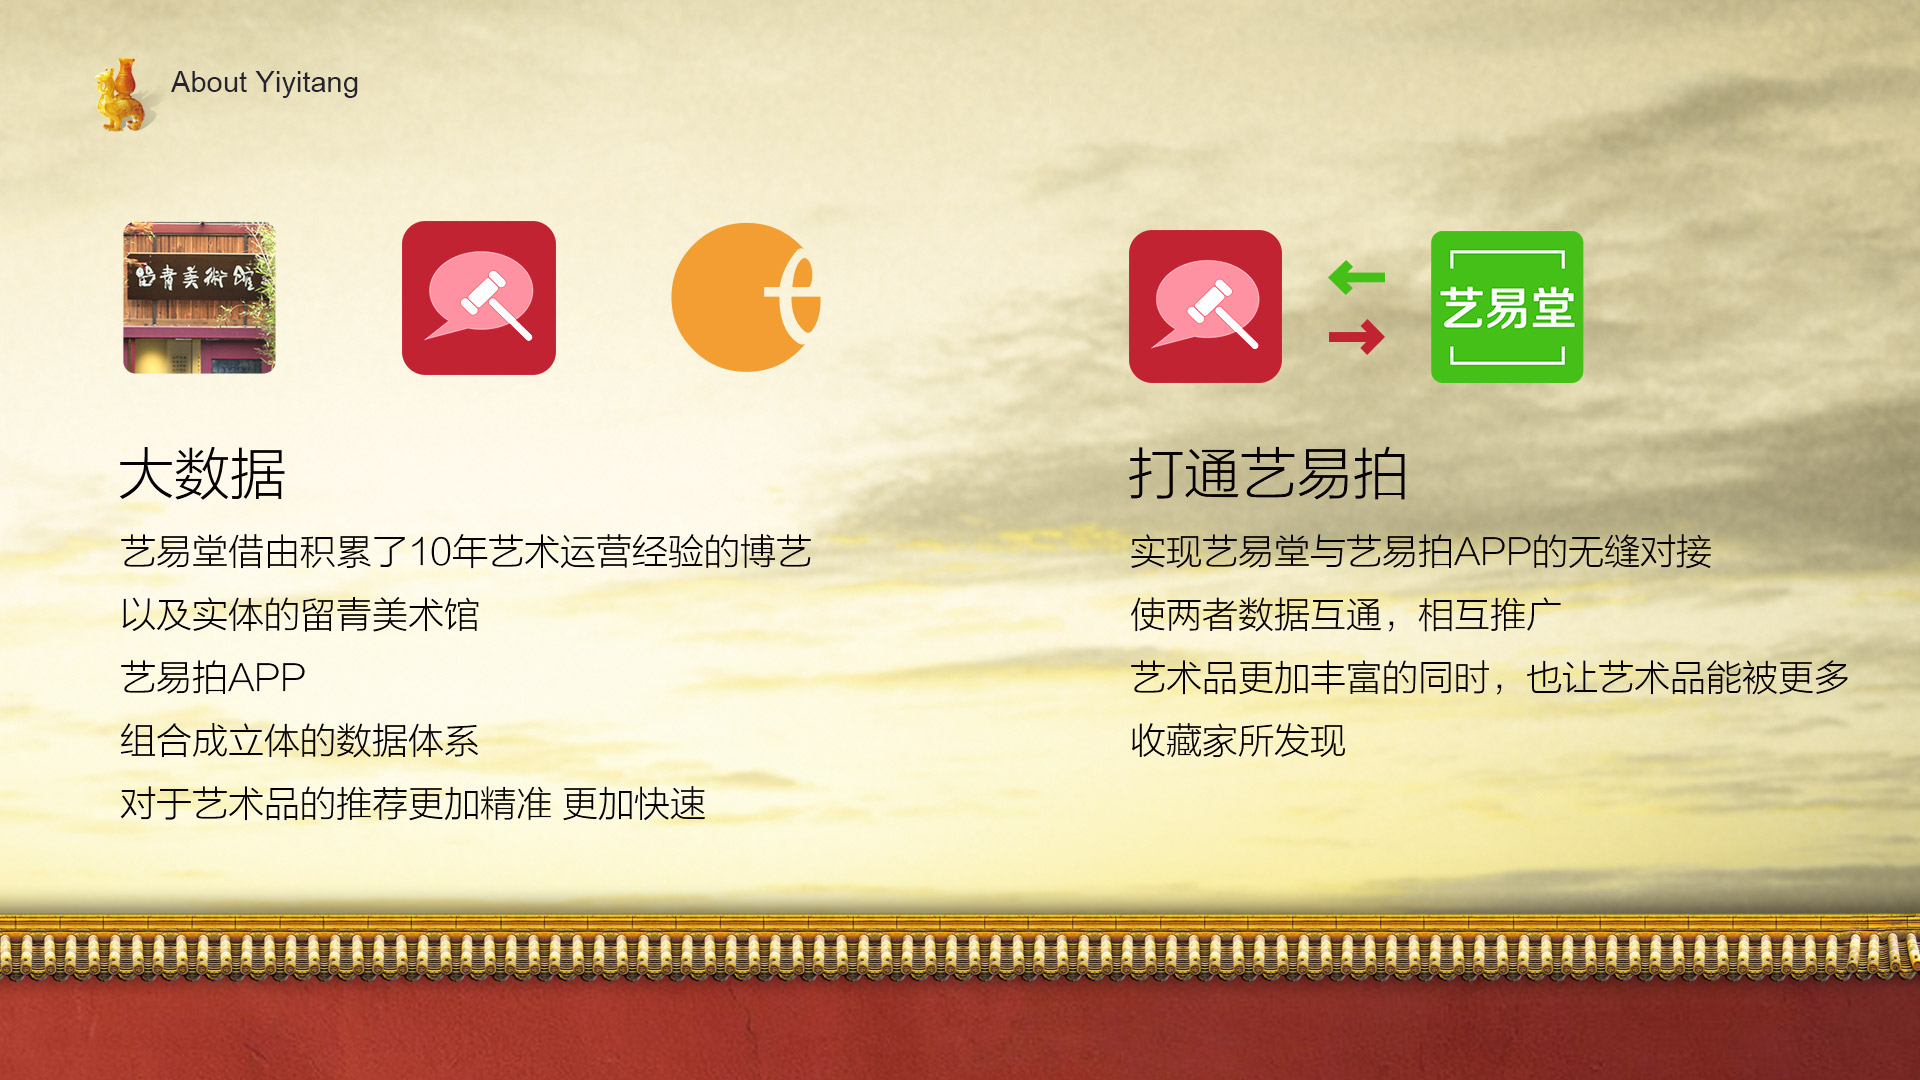 About Yiyitang
留青美術館
艺易堂
大数据
艺易堂借由积累了10年艺术运营经验的博艺
以及实体的留青美术馆
艺易拍APP
组合成立体的数据体系
对于艺术品的推荐更加精准 更加快速
打通艺易拍
实现艺易堂与艺易拍APP的无缝对接
使两者数据互通，相互推广
艺术品更加丰富的同时，也让艺术品能被更多
收藏家所发现